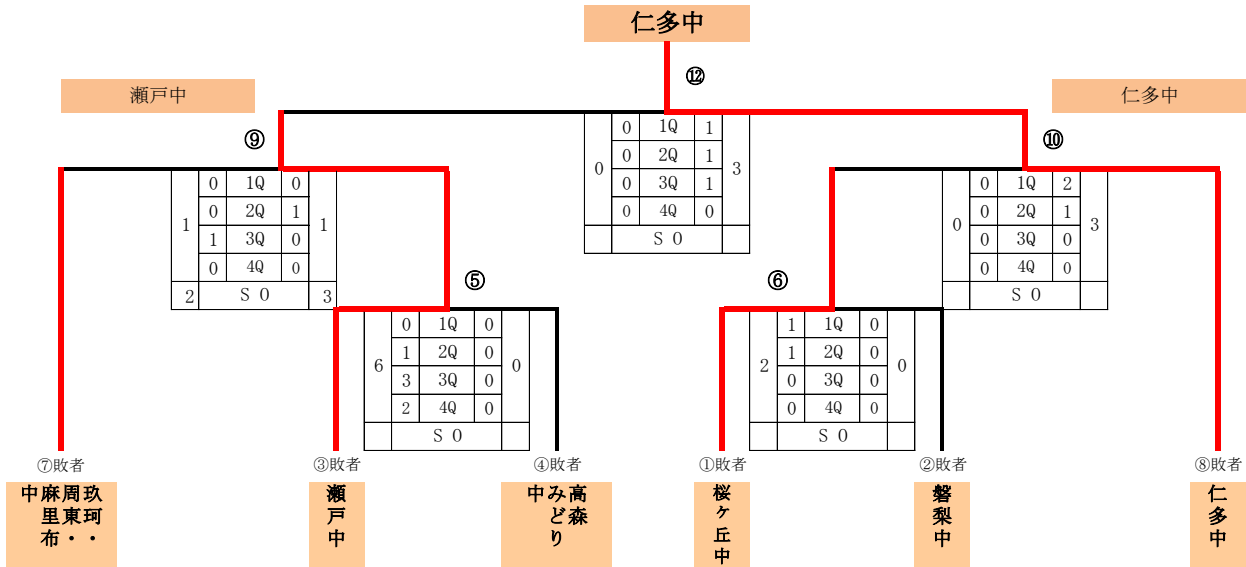 仁多中
⑫
瀬戸中
仁多中
0 1Q 1
0 2Q 1
0 3Q 1
0 4Q 0
0 3
S O
⑨
⑩
0 1Q 0
0 2Q 1
1 3Q 0
0 4Q 0
1 1
2 S O 3
0 1Q 2
0 2Q 1
0 3Q 0
0 4Q 0
0 3
S O
⑤
⑥
0 1Q 0
1 2Q 0
3 3Q 0
2 4Q 0
6 0
S O
1 1Q 0
1 2Q 0
0 3Q 0
0 4Q 0
2 0
S O
⑦敗者
③敗者
④敗者
①敗者
②敗者
⑧敗者
玖珂・
周東・
麻里布
中
瀬戸中
高森
みどり
中
桜ヶ丘中
磐梨中
仁多中